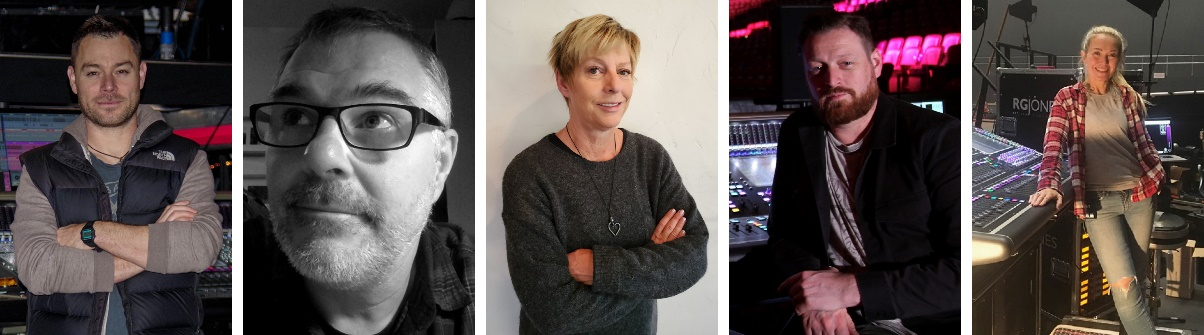 THE
NORTH
FACE
RG|JONES